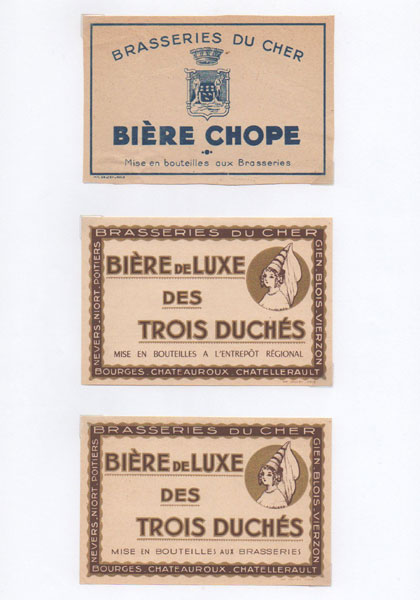 BRASSERIES DU CHER
BIÈRE CHOPE
Mise en bouteilles aux Brasseries
BRASSERIES DU CHER
NEVERS. NIORT. POITIERS
GIEN. BLOIS. VIERZON
BIÈRE DE LUXE
DES
TROIS DUCHÉS
MISE EN BOUTEILLES A L'ENTREPÔT RÉGIONAL
BOURGES. CHATEAUROUX. CHATELLERAULT
BRASSERIES DU CHER
NEVERS. NIORT. POITIERS
GIEN. BLOIS. VIERZON
BIÈRE DE LUXE
DES
TROIS DUCHÉS
MISE EN BOUTEILLES AUX BRASSERIES
BOURGES. CHATEAUROUX. CHATELLERAULT